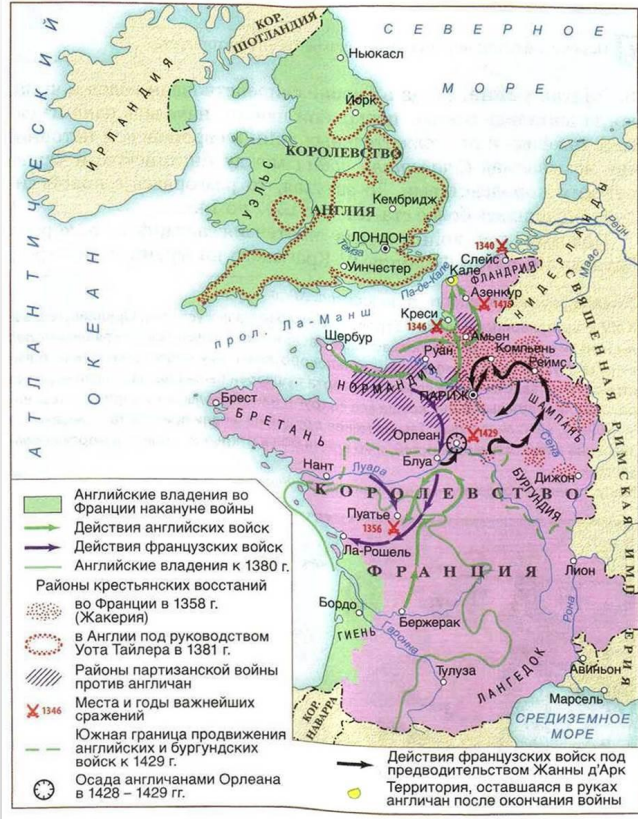 АТЛАНТИЧЕСКИЙ
ОКЕАН
СЕВЕРНОЕ
МОРЕ
КОР.
ШОТЛАНДИЯ
ИРЛАНДИЯ
Ньюкасл
Йорк
КОРОЛЕВСТВО
АНГЛИЯ
УЭЛЬС
Кембридж
ЛОНДОН
Темза
Уинчестер
1340
Слейс
ФЛАНДРИЯ
НИДЕРЛАНДЫ
Рейн
Маас
СВЯЩЕННАЯ РИМСКАЯ ИМПЕРИЯ
Па-де-Кале
Кале
Азенкур
1415
прол. Ла-Манш
Креси
1346
Амьен
Шербур
Руан
Компьень
Реймс
НОРМАНДИЯ
ПАРИЖ
ШАМПАНЬ
Брест
БРЕТАНЬ
Орлеан
1429
Сена
Блуа
Нант
Луара
БУРГУНДИЯ
Дижон
КОРОЛЕВСТВО
Пуатье
1356
Ла-Рошель
ФРАНЦИЯ
Лион
Рона
Бордо
ГИЕНЬ
Бержерак
Гаронна
Тулуза
ЛАНГЕДОК
Авиньон
Марсель
КОР.
НАВАРРА
СРЕДИЗЕМНОЕ
МОРЕ
Английские владения во
Франции накануне войны
Действия английских войск
Действия французских войск
Английские владения к 1380 г.
Районы крестьянских восстаний
во Франции в 1358 г.
(Жакерия)
в Англии под руководством
Уота Тайлера в 1381 г.
Районы партизанской войны
против англичан
1346
Места и годы важнейших
сражений
Южная граница продвижения
английских и бургундских
войск к 1429 г.
Осада англичанами Орлеана
в 1428 – 1429 гг.
Действия французских войск под
предводительством Жанны д'Арк
Территория, оставшаяся в руках
англичан после окончания войны